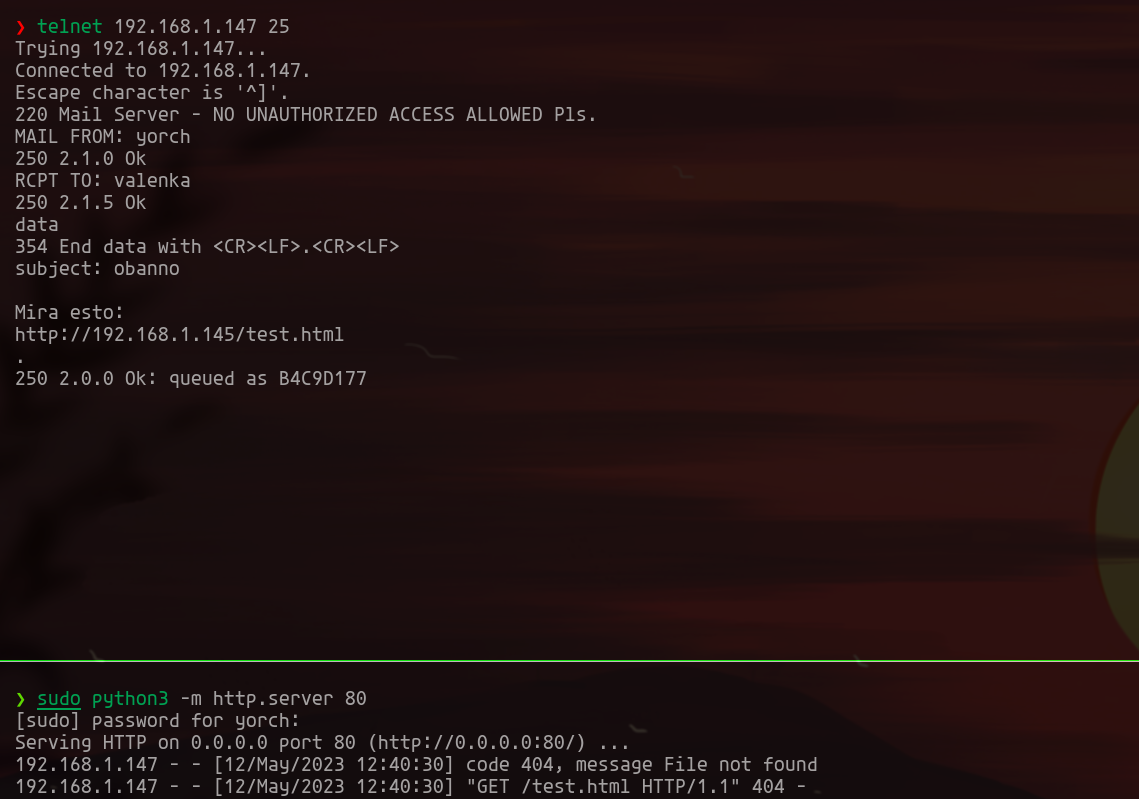 ❯ telnet 192.168.1.147 25
Trying 192.168.1.147...
Connected to 192.168.1.147.
Escape character is '^]'.
220 Mail Server - NO UNAUTHORIZED ACCESS ALLOWED Pls.
MAIL FROM: yorch
250 2.1.0 Ok
RCPT TO: valenka
250 2.1.5 Ok
data
354 End data with <CR><LF>.<CR><LF>
subject: obanno

Mira esto:
http://192.168.1.145/test.html
.
250 2.0.0 Ok: queued as B4C9D177
❯ sudo python3 -m http.server 80
[sudo] password for yorch:
Serving HTTP on 0.0.0.0 port 80 (http://0.0.0.0:80/) ...
192.168.1.147 - - [12/May/2023 12:40:30] code 404, message File not found
192.168.1.147 - - [12/May/2023 12:40:30] "GET /test.html HTTP/1.1" 404 -